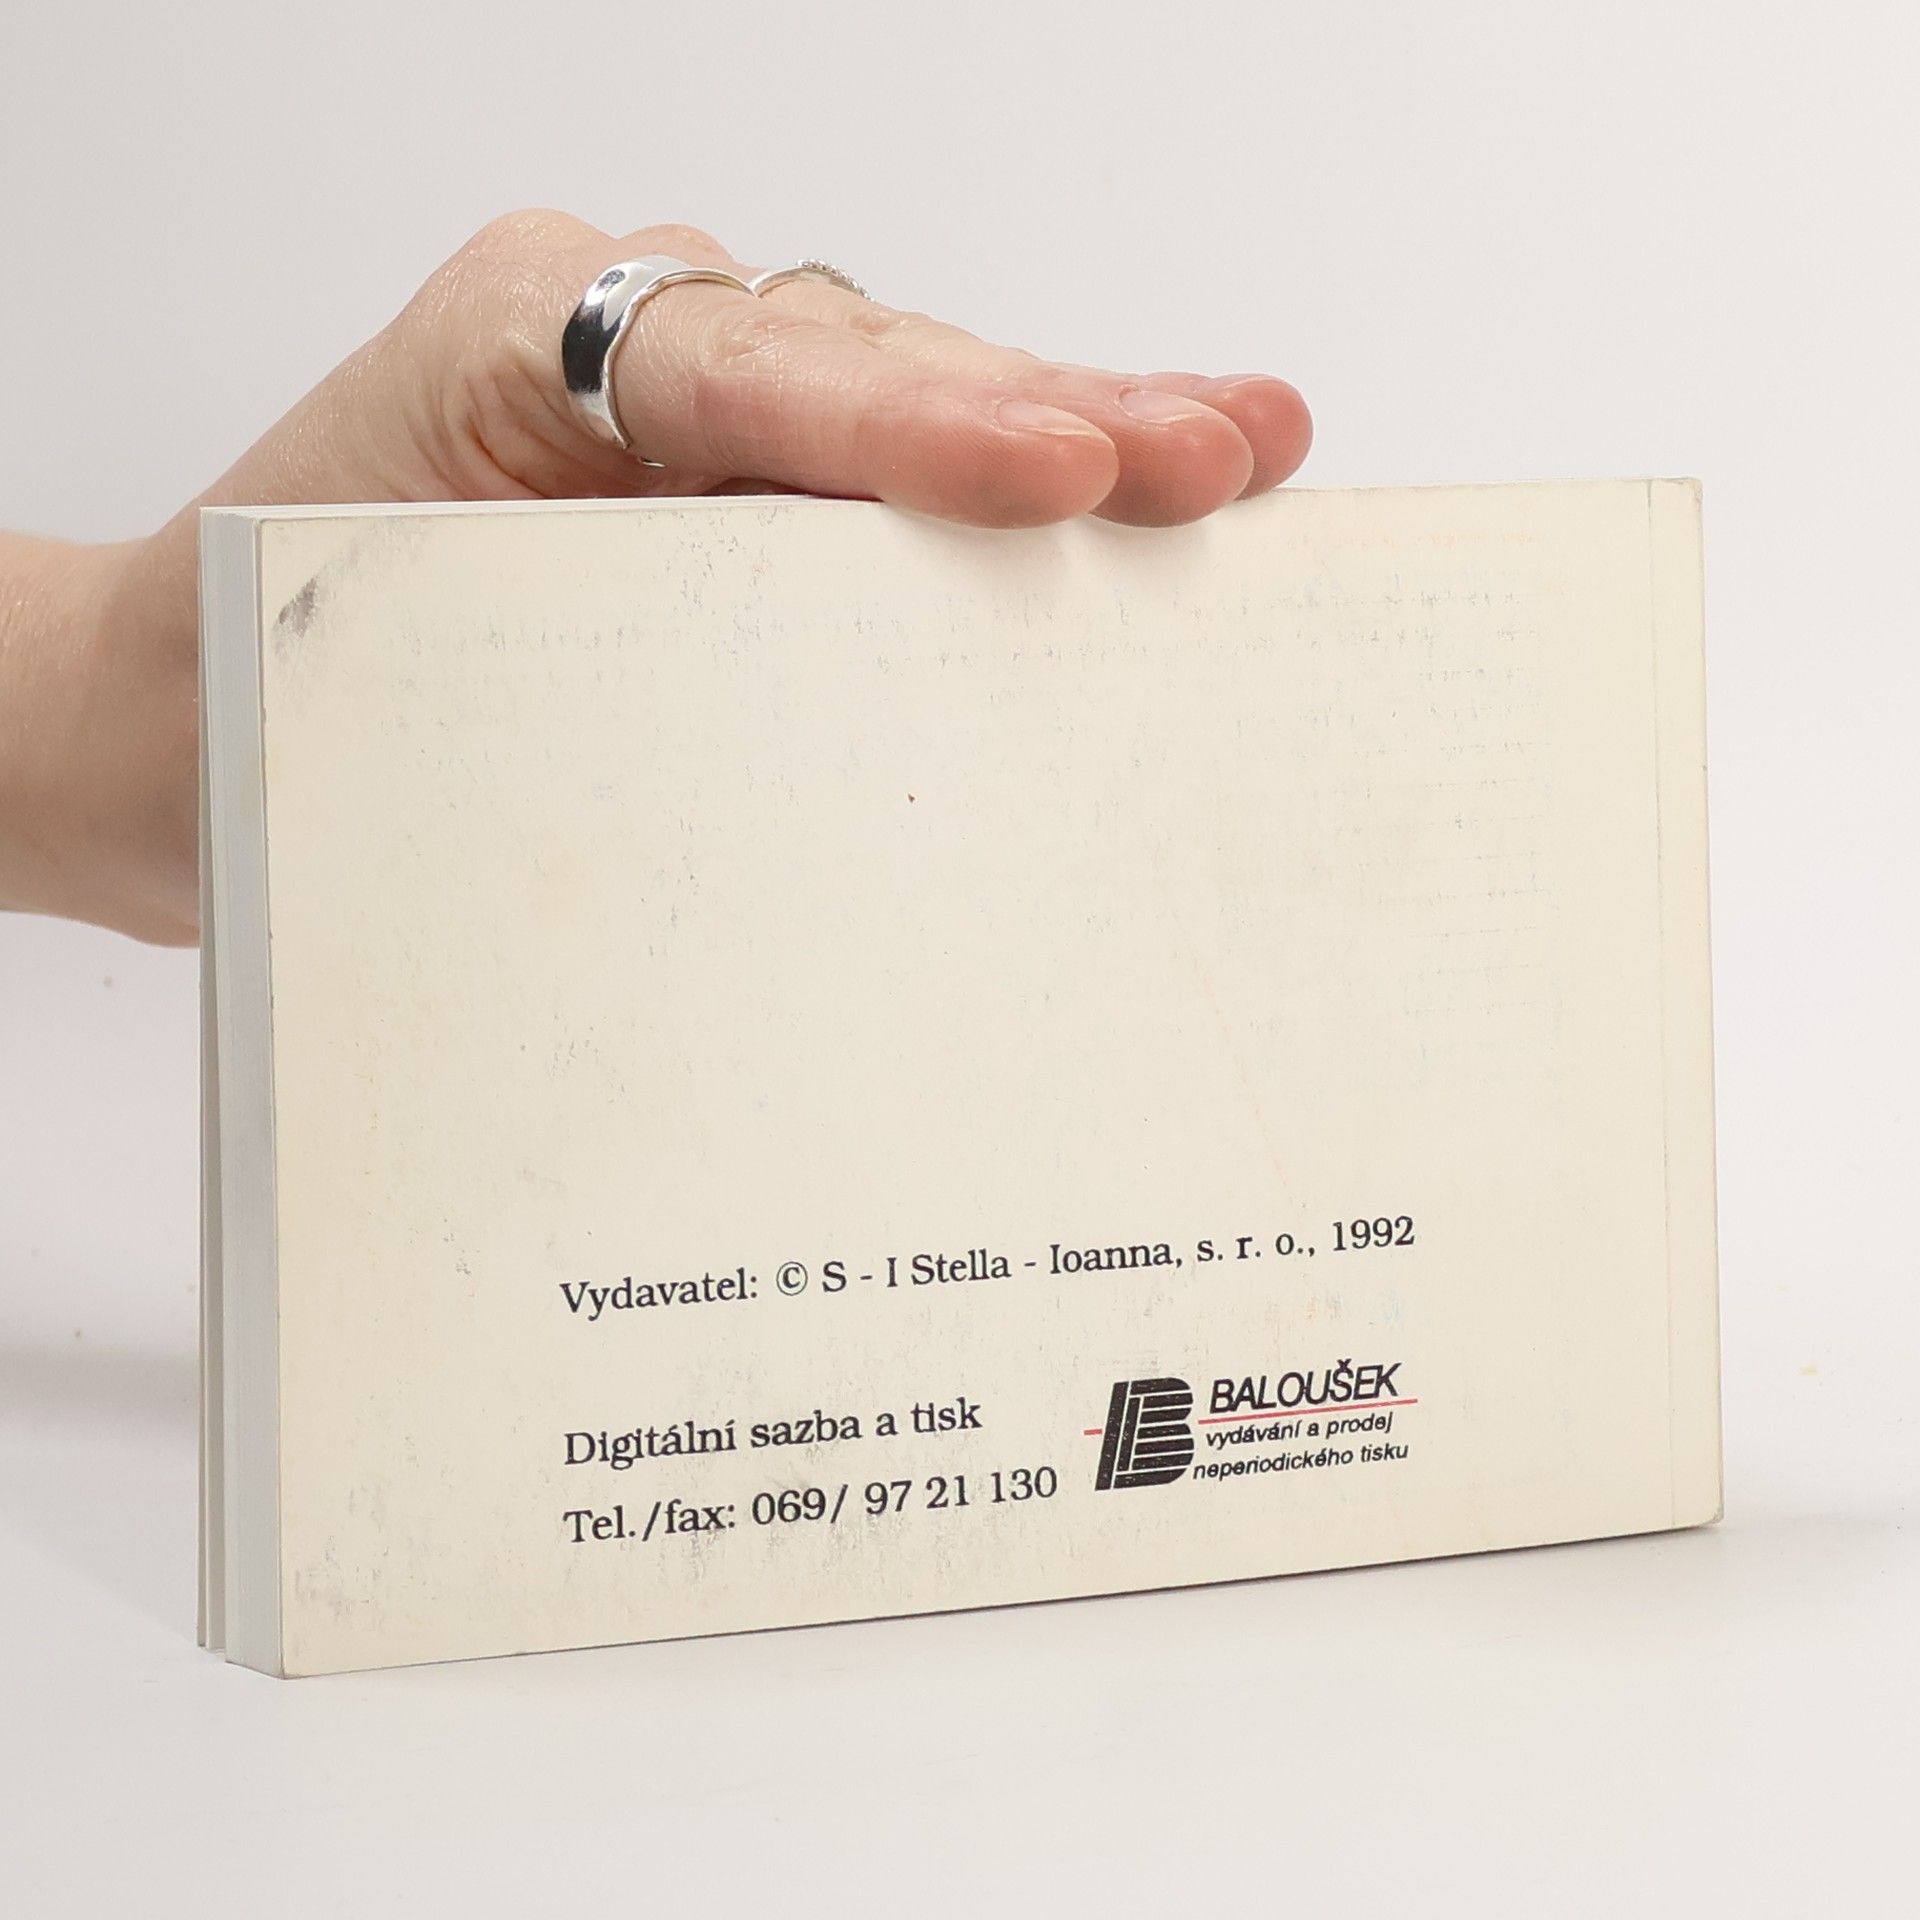 Vydavatel: © S - I Stella - Ioanna, s. r. o., 1992
Digitální sazba a tisk
Tel./fax: 069/ 97 21 130
BALOUŠEK
vydávání a prodej
neperiodického tisku